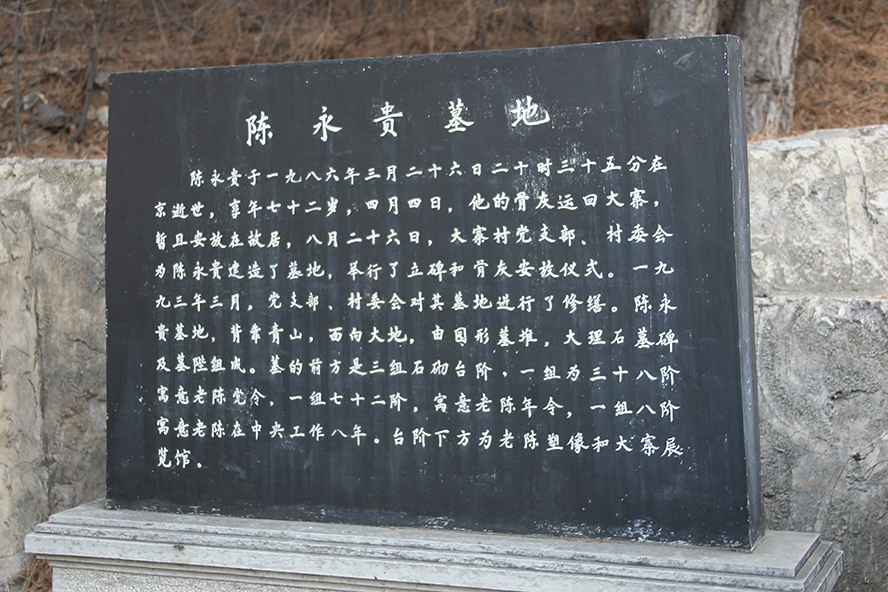 陈永贵墓地
陈永贵于一九八六年三月二十六日二十时三十五分在
京逝世，享年七十二岁，四月四日，他的骨灰运回大寨，
暂且安放在故居，八月二十六日，大寨村党支部、村委会
为陈永贵建造了墓地，举行了立碑和骨灰安放仪式。一九
九三年三月，党支部、村委会对其墓地进行了修缮。陈永
贵墓地，背靠青山，面向大地，由园形墓堆，大理石墓碑
及墓陛组成。墓的前方是三组石砌台阶，一组为三十八阶
寓意老陈党令，一组七十二阶，寓意老陈年令，一组八阶
寓意老陈在中央工作八年。台阶下方为老陈塑像和大寨展
览馆。